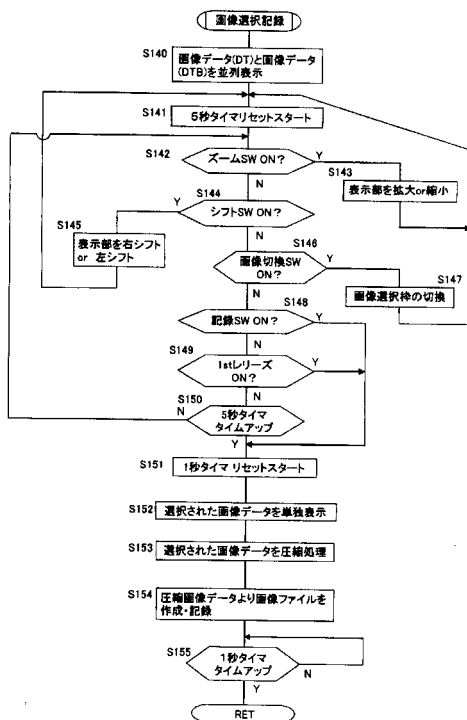 画像選択記録
S140
画像データ(DT)と画像データ
(DTB)を並列表示
S141
5秒タイマリセットスタート
S142
ズームSW ON?
Y
N
S143
表示部を拡大or縮小
S144
シフトSW ON?
Y
N
S145
表示部を右シフト
or 左シフト
S146
画像切換SW
ON?
Y
N
S147
画像選択枠の切換
S148
記録SW ON?
Y
N
S149
1stレリーズ
ON?
Y
N
S150
5秒タイマ
タイムアップ
N
Y
S151
1秒タイマ リセットスタート
S152
選択された画像データを単独表示
S153
選択された画像データを圧縮処理
S154
圧縮画像データより画像ファイルを
作成・記録
S155
1秒タイマ
タイムアップ
N
Y
RET